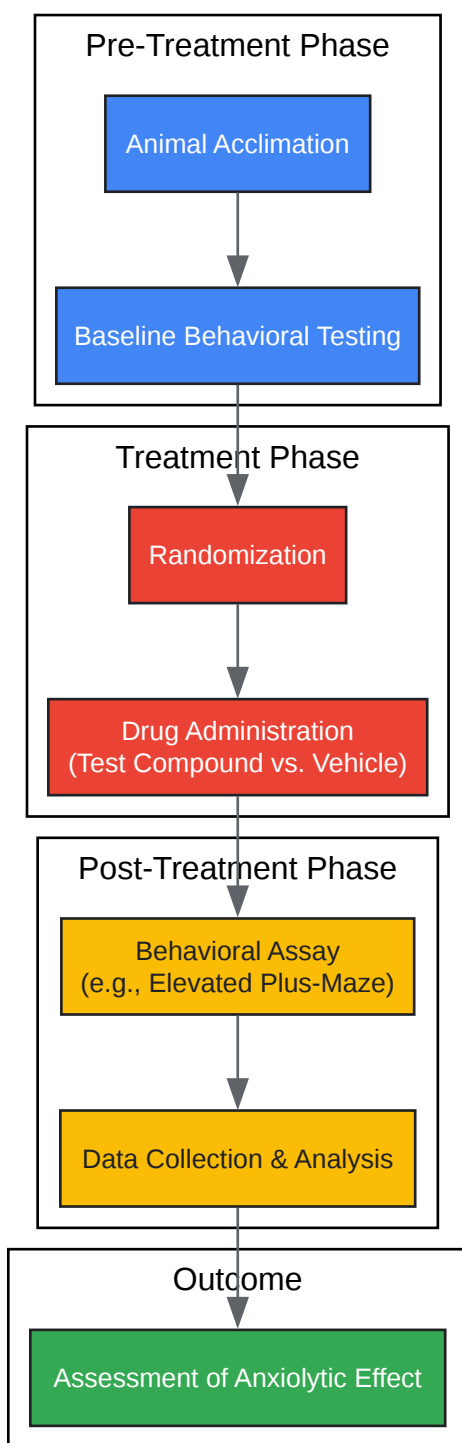 Pre-Treatment Phase
Animal Acclimation
Baseline Behavioral Testing
Treatment Phase
Randomization
Drug Administration
(Test Compound vs. Vehicle)
Post-Treatment Phase
Behavioral Assay
(e.g., Elevated Plus-Maze)
Data Collection & Analysis
Outcome
Assessment of Anxiolytic Effect